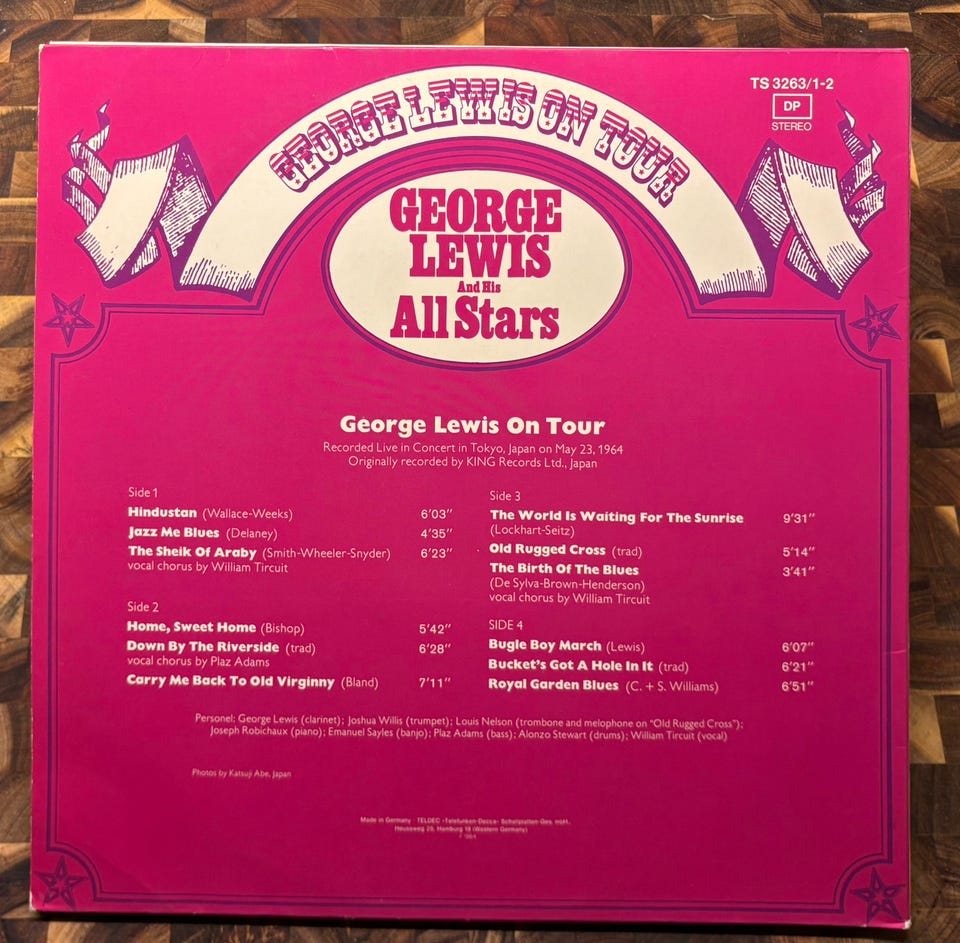 TS 3263/1-2
DP
STEREO
GEORGE LEWIS ON TOUR
GEORGE
LEWIS
And His
All Stars
George Lewis On Tour
Recorded Live in Concert in Tokyo, Japan on May 23, 1964
Originally recorded by KING Records Ltd., Japan
Side 1
Hindustan (Wallace-Weeks) 6'03"
Jazz Me Blues (Delaney) 4'35"
The Sheik Of Araby (Smith-Wheeler-Snyder) 6'23"
vocal chorus by William Tircuit
Side 2
Home, Sweet Home (Bishop) 5'42"
Down By The Riverside (trad) 6'28"
vocal chorus by Plaz Adams
Carry Me Back To Old Virginny (Bland) 7'11"
Side 3
The World Is Waiting For The Sunrise 9'31"
(Lockhart-Seitz)
Old Rugged Cross (trad) 5'14"
The Birth Of The Blues 3'41"
(De Sylva-Brown-Henderson)
vocal chorus by William Tircuit
SIDE 4
Bugle Boy March (Lewis) 6'07"
Bucket's Got A Hole In It (trad) 6'21"
Royal Garden Blues (C. + S. Williams) 6'51"
Personel: George Lewis (clarinet); Joshua Willis (trumpet); Louis Nelson (trombone and melophone on "Old Rugged Cross");
Joseph Robichaux (piano); Emanuel Sayles (banjo); Plaz Adams (bass); Alonzo Stewart (drums); William Tircuit (vocal)
Photos by Katsuji Abe, Japan
Made in Germany · TELDEC »Telefunken-Decca« Schallplatten-Ges. mbH.,
Heussweg 25, Hamburg 19 (Western Germany)